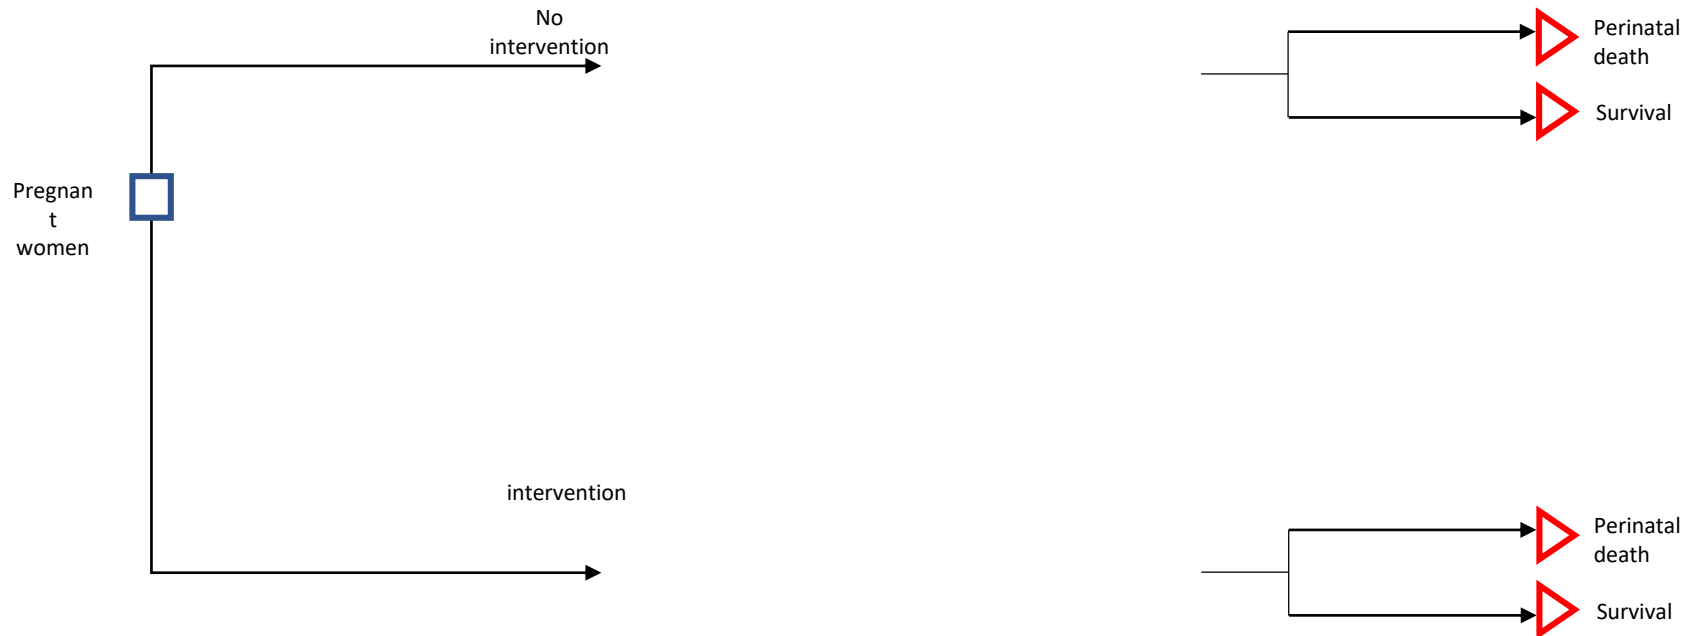 No
intervention
Perinatal
death
Survival
Pregnan
t
women
intervention
Perinatal
death
Survival